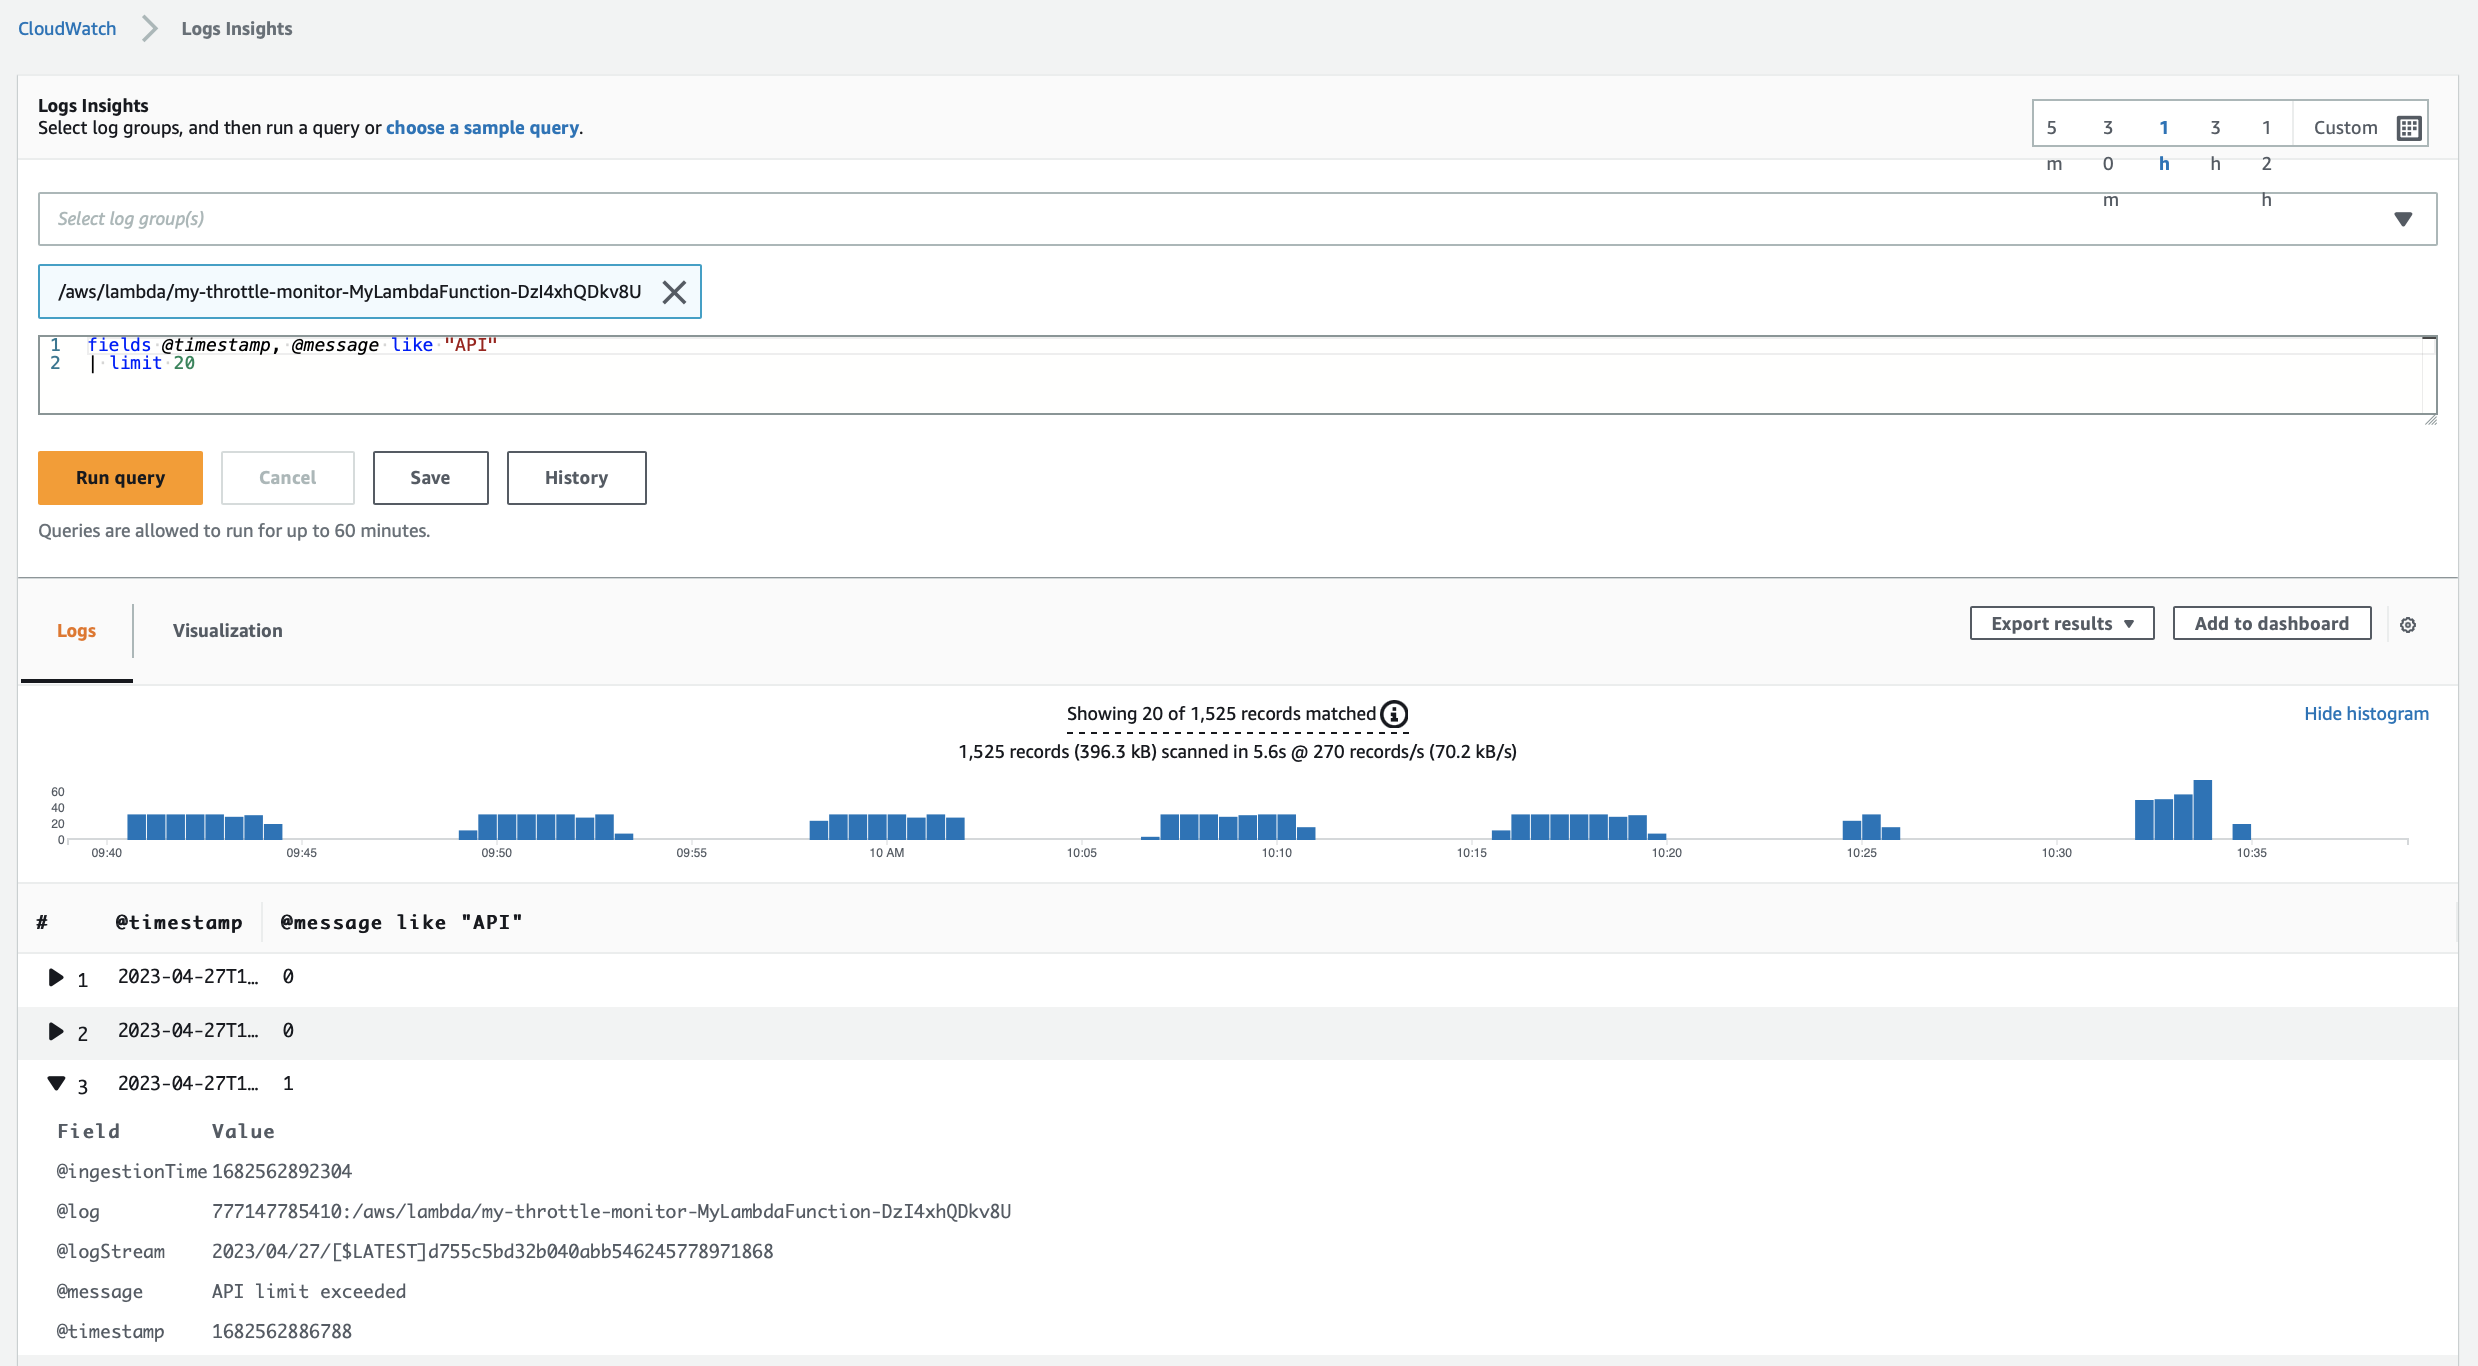 CloudWatch Logs Insights
Logs Insights
Select log groups, and then run a query or choose a sample query.
5m 30m 1h 3h 12h Custom
Select log group(s)
/aws/lambda/my-throttle-monitor-MyLambdaFunction-DzI4xhQDkv8U
1 fields @timestamp, @message like "API"
2 | limit 20
Run query Cancel Save History
Queries are allowed to run for up to 60 minutes.
Logs Visualization Export results Add to dashboard
Showing 20 of 1,525 records matched Hide histogram
1,525 records (396.3 kB) scanned in 5.6s @ 270 records/s (70.2 kB/s)
60
40
20
0
09:40 09:45 09:50 09:55 10 AM 10:05 10:10 10:15 10:20 10:25 10:30 10:35
# @timestamp @message like "API"
1 2023-04-27T1… 0
2 2023-04-27T1… 0
3 2023-04-27T1… 1
Field Value
@ingestionTime 1682562892304
@log 777147785410:/aws/lambda/my-throttle-monitor-MyLambdaFunction-DzI4xhQDkv8U
@logStream 2023/04/27/[$LATEST]d755c5bd32b040abb546245778971868
@message API limit exceeded
@timestamp 1682562886788